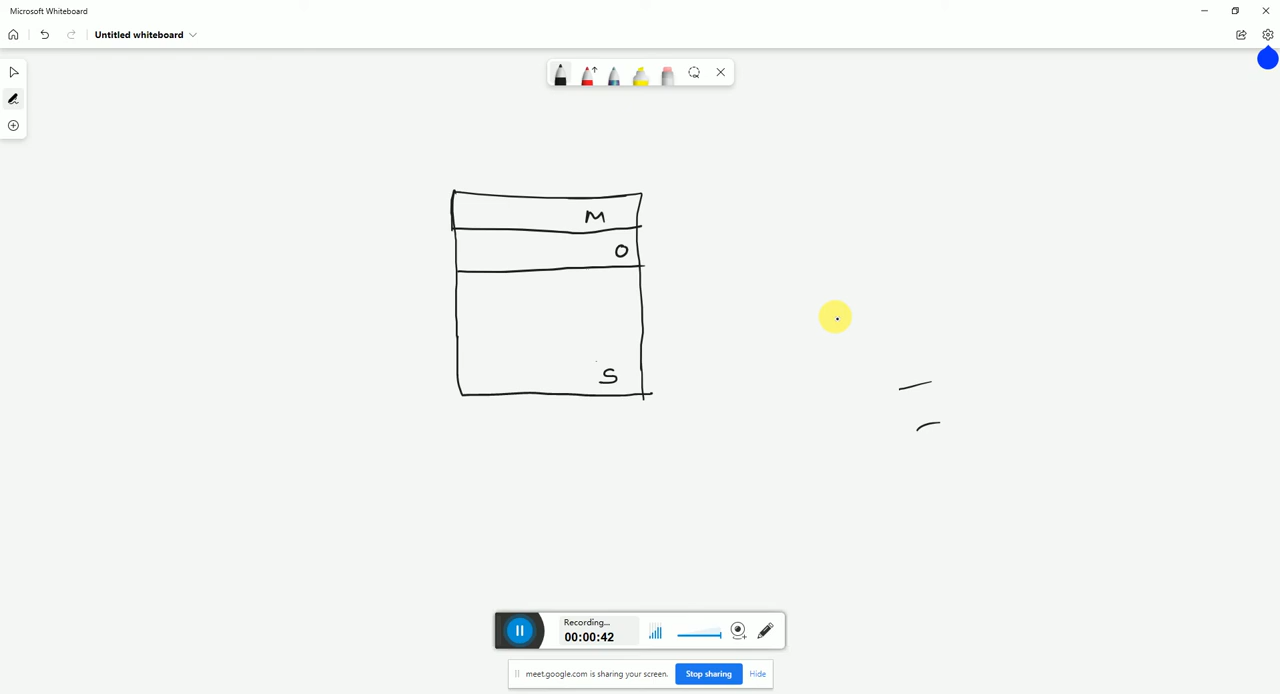 Microsoft Whiteboard
Untitled whiteboard
M
O
S
Recording...
00:00:42
meet.google.com is sharing your screen.
Stop sharing
Hide